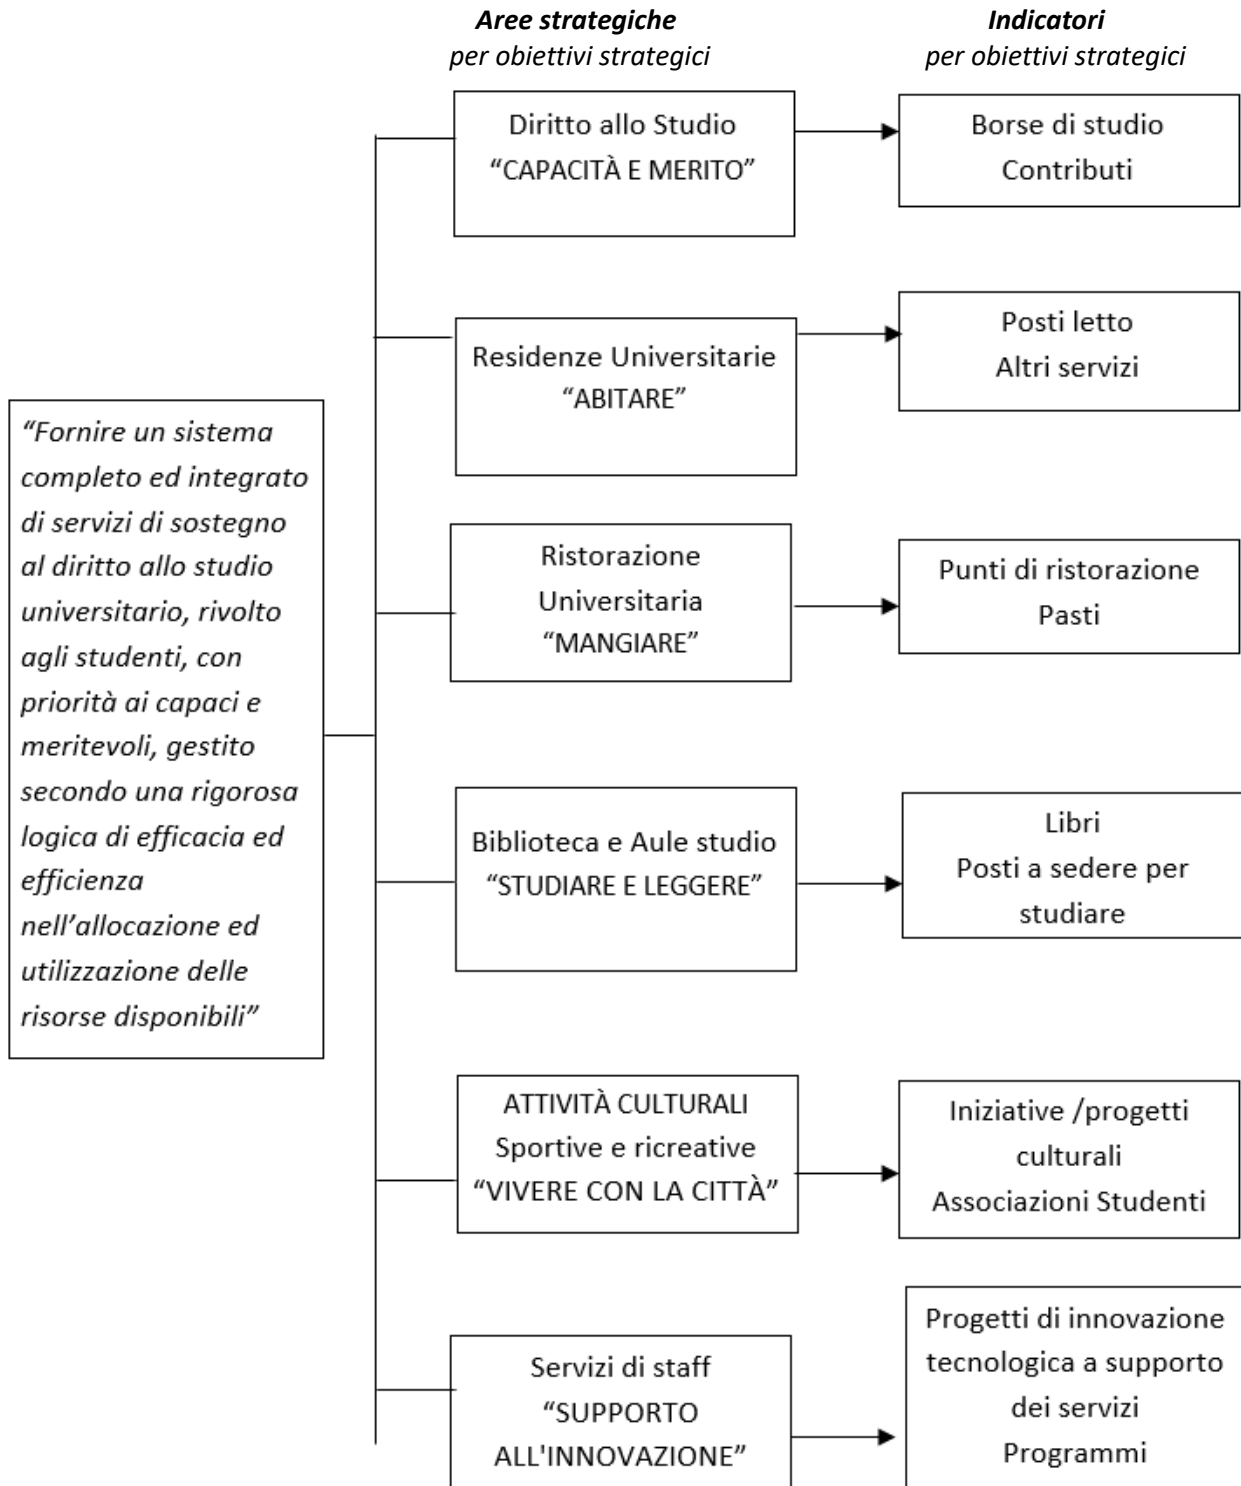 Aree strategiche
per obiettivi strategici
Indicatori
per obiettivi strategici
“Fornire un sistema
completo ed integrato
di servizi di sostegno
al diritto allo studio
universitario, rivolto
agli studenti, con
priorità ai capaci e
meritevoli, gestito
secondo una rigorosa
logica di efficacia ed
efficienza
nell’allocazione ed
utilizzazione delle
risorse disponibili”
Diritto allo Studio
“CAPACITÀ E MERITO”
Borse di studio
Contributi
Residenze Universitarie
“ABITARE”
Posti letto
Altri servizi
Ristorazione
Universitaria
“MANGIARE”
Punti di ristorazione
Pasti
Biblioteca e Aule studio
“STUDIARE E LEGGERE”
Libri
Posti a sedere per
studiare
ATTIVITÀ CULTURALI
Sportive e ricreative
“VIVERE CON LA CITTÀ”
Iniziative /progetti
culturali
Associazioni Studenti
Servizi di staff
“SUPPORTO
ALL'INNOVAZIONE”
Progetti di innovazione
tecnologica a supporto
dei servizi
Programmi